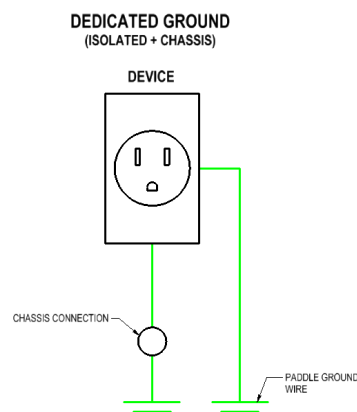 DEDICATED GROUND
(ISOLATED + CHASSIS)
DEVICE
CHASSIS CONNECTION
PADDLE GROUND
WIRE